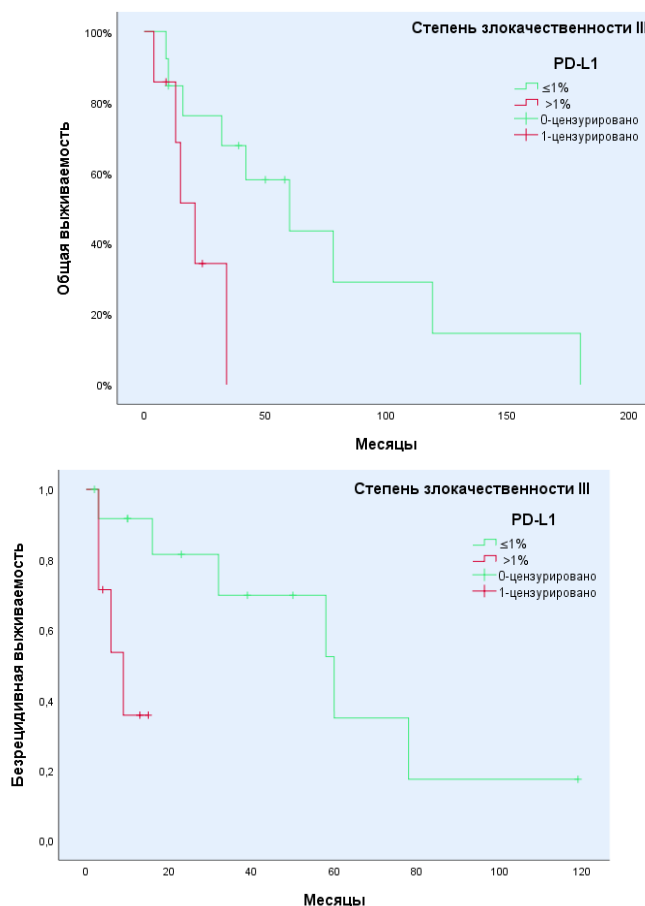 Степень злокачественности III
PD-L1
≤1%
>1%
0-цензурировано
1-цензурировано
100%
80%
60%
40%
20%
0%
Общая выживаемость
0
50
100
150
200
Месяцы
Степень злокачественности III
PD-L1
≤1%
>1%
0-цензурировано
1-цензурировано
1,0
0,8
0,6
0,4
0,2
0,0
Безрецидивная выживаемость
0
20
40
60
80
100
120
Месяцы